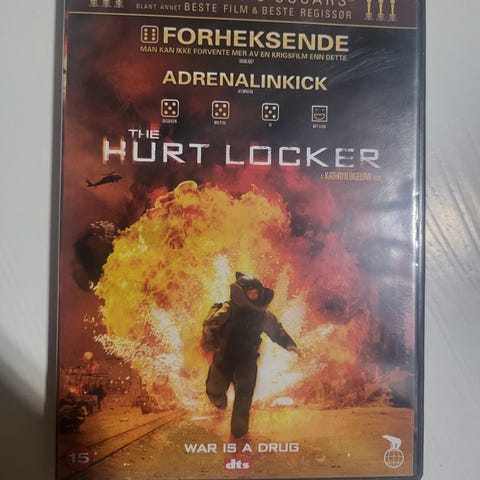 OSCARS
BLANT ANNET BESTE FILM & BESTE REGISSØR
FORHEKSENDE
MAN KAN IKKE FORVENTE MER AV EN KRIGSFILM ENN DETTE.
ADRENALINKICK
THE
HURT LOCKER
A KATHRYN BIGELOW FILM
WAR IS A DRUG
15
dts